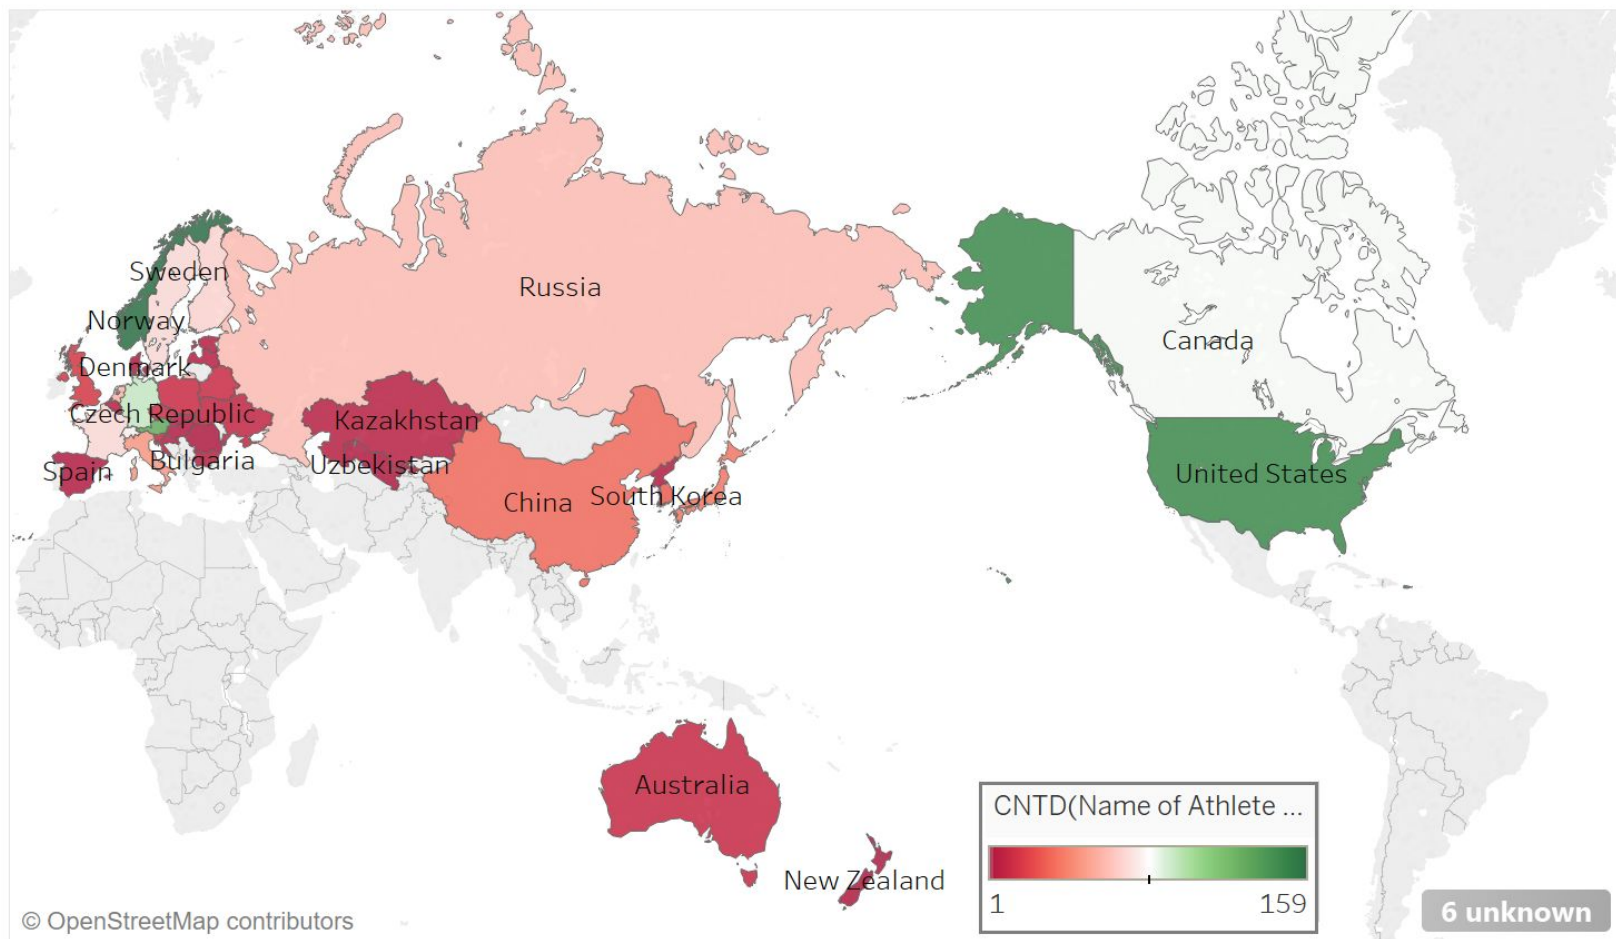 Sweden
Russia
Norway
Canada
Denmark
Czech Republic
Kazakhstan
Spain
Bulgaria
Uzbekistan
China
South Korea
United States
Australia
New Zealand
CNTD(Name of Athlete ...
1
159
© OpenStreetMap contributors
6 unknown